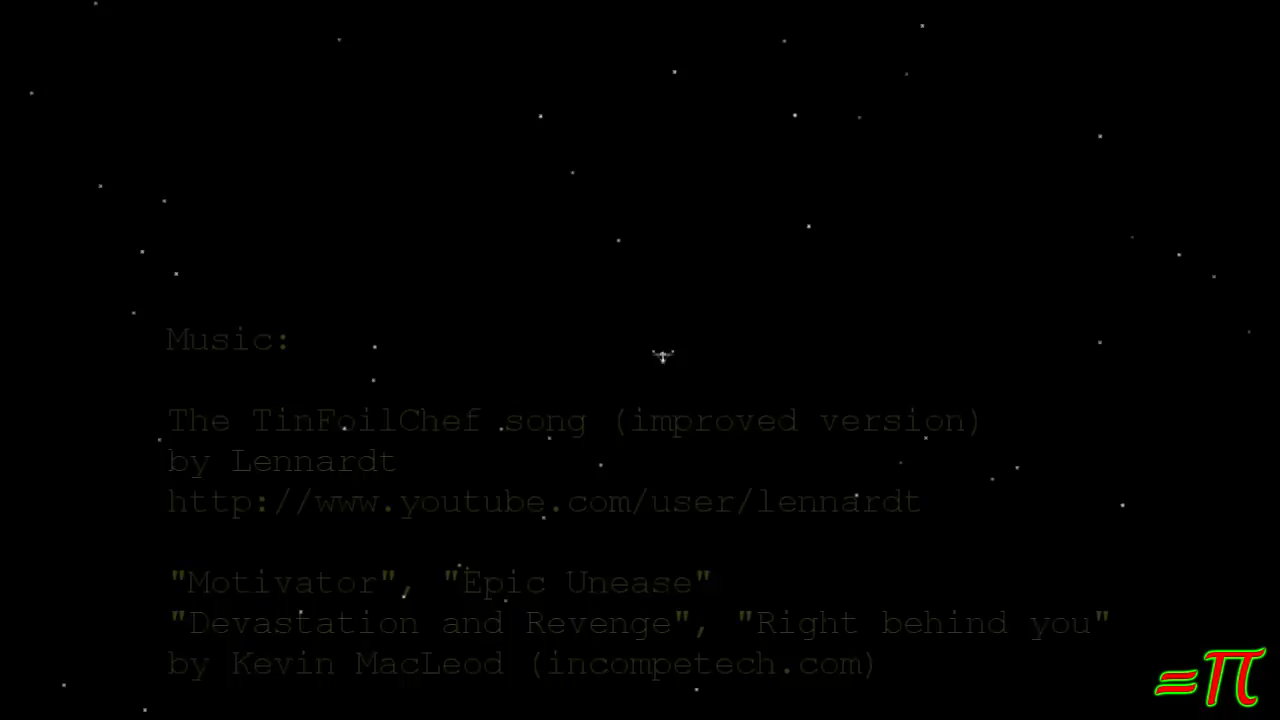 Music:
The TinFoilChef song (improved version)
by Lennardt
http://www.youtube.com/user/lennardt
"Motivator", "Epic Unease"
"Devastation and Revenge", "Right behind you"
by Kevin MacLeod (incompetech.com)
=π